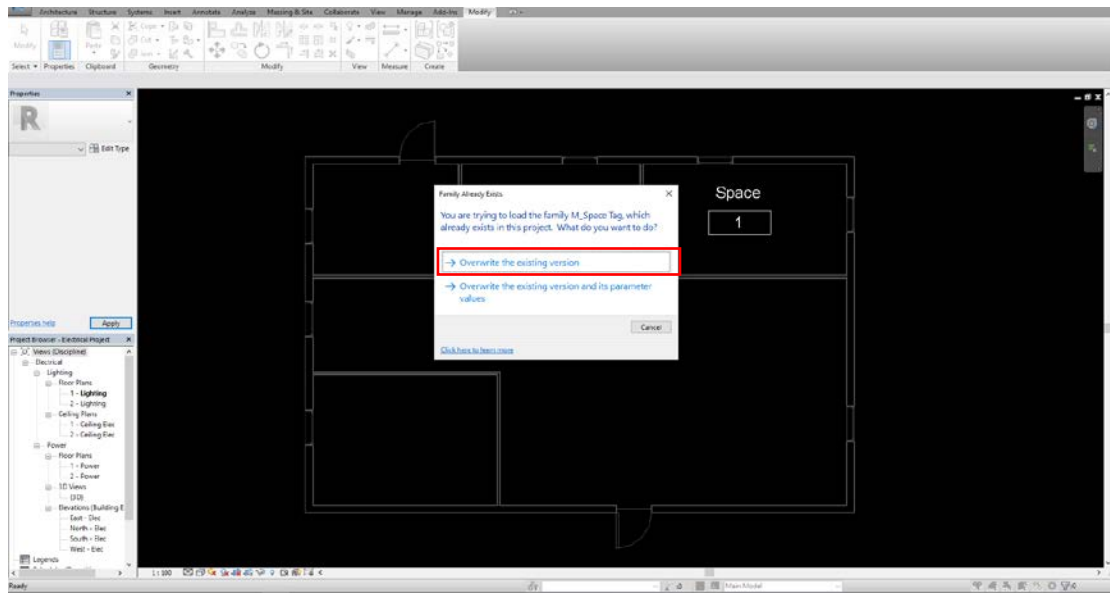 Architecture Structure Systems Insert Annotate Analyze Massing & Site Collaborate View Manage Add-Ins Modify
Modify
Paste
Select Properties Clipboard Geometry Modify View Measure Create
Properties
R
Edit Type
Properties help Apply
Project Browser - Electrical Project
Views (Discipline)
Electrical
Lighting
Floor Plans
1 - Lighting
2 - Lighting
Ceiling Plans
1 - Ceiling Elec
2 - Ceiling Elec
Power
Floor Plans
1 - Power
2 - Power
3D Views
{3D}
Elevations (Building E
East - Elec
North - Elec
South - Elec
West - Elec
Legends
Space
1
Family Already Exists
You are trying to load the family M_Space Tag, which
already exists in this project. What do you want to do?
Overwrite the existing version
Overwrite the existing version and its parameter
values
Cancel
Click here to learn more
1 : 100
Ready
Main Model